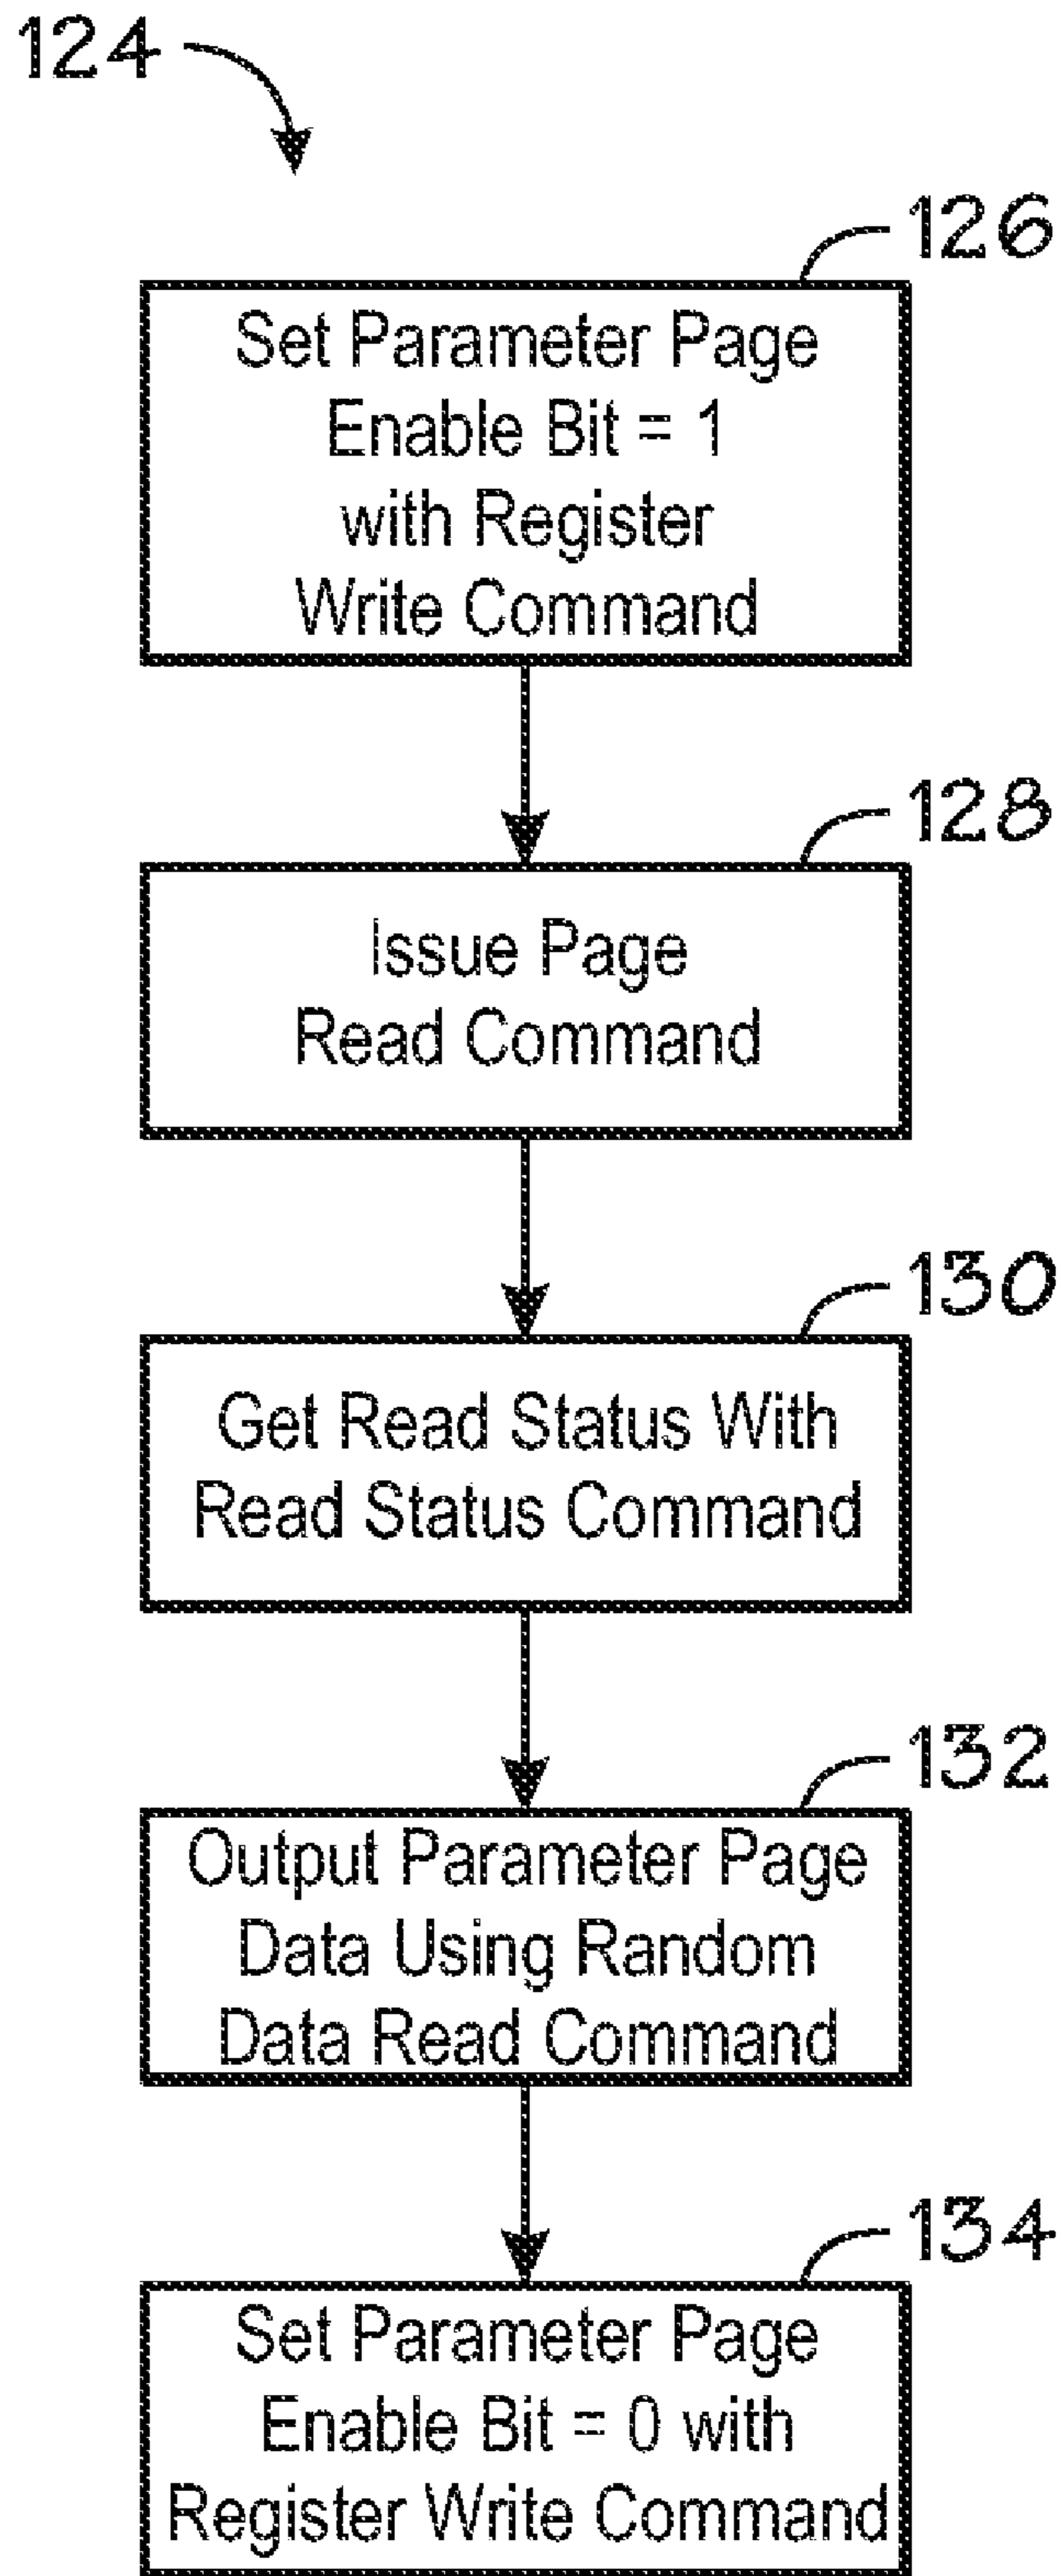 124
126
Set Parameter Page
Enable Bit = 1
with Register
Write Command
128
Issue Page
Read Command
130
Get Read Status With
Read Status Command
132
Output Parameter Page
Data Using Random
Data Read Command
134
Set Parameter Page
Enable Bit = 0 with
Register Write Command